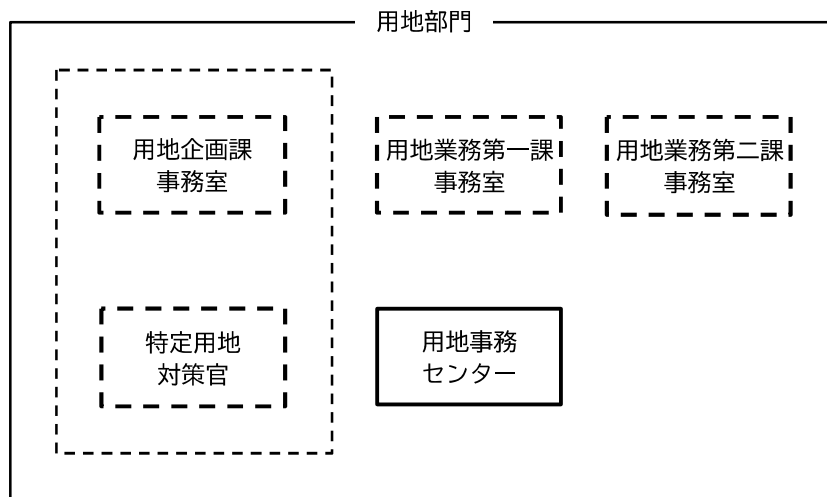 用地部門
用地企画課
事務室
用地業務第一課
事務室
用地業務第二課
事務室
特定用地
対策官
用地事務
センター